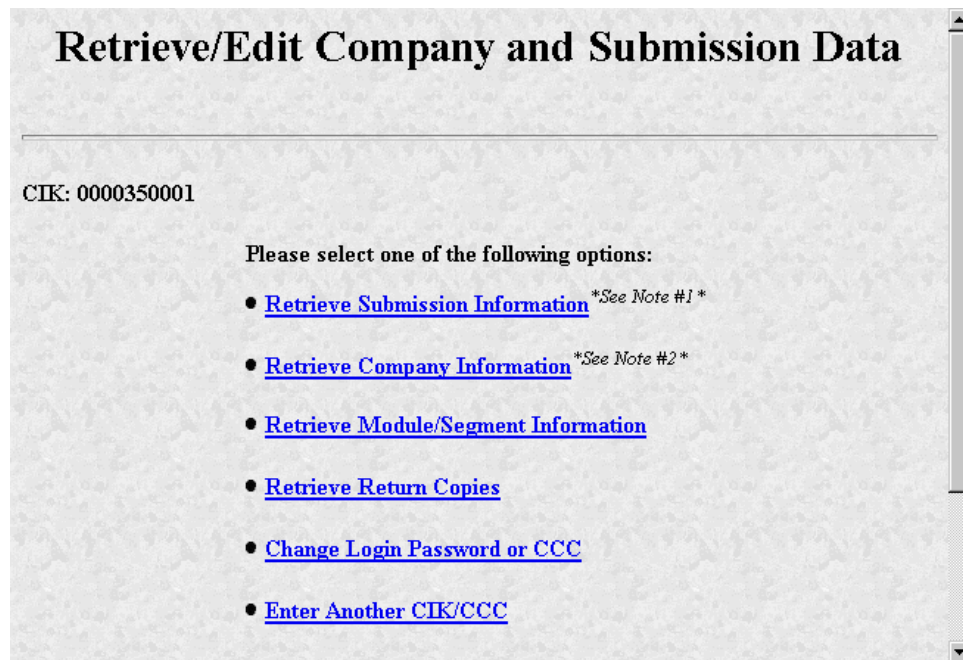 Retrieve/Edit Company and Submission Data
CIK: 0000350001
Please select one of the following options:
• Retrieve Submission Information *See Note #1*
• Retrieve Company Information *See Note #2*
• Retrieve Module/Segment Information
• Retrieve Return Copies
• Change Login Password or CCC
• Enter Another CIK/CCC